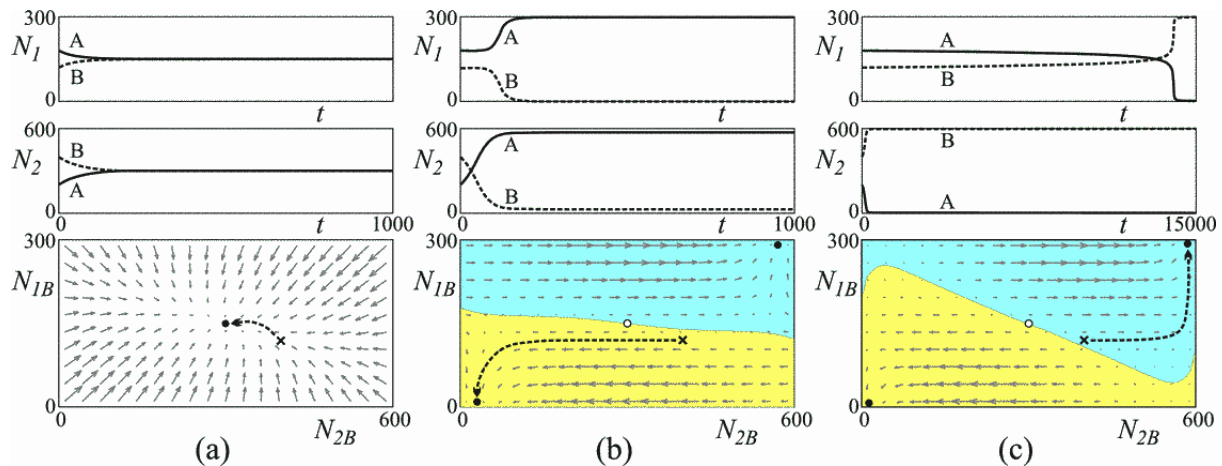 300 300 300
N1 A N1 A N1 A
B B B
0 0 0
t t t
600 600 600
N2 B N2 A N2 B
A B A
0 0 0
0 t 1000 0 t 1000 0 t 15000
300 300 300
N1B N1B N1B
0 0 0
0 N2B 600 0 N2B 600 0 N2B 600
(a) (b) (c)